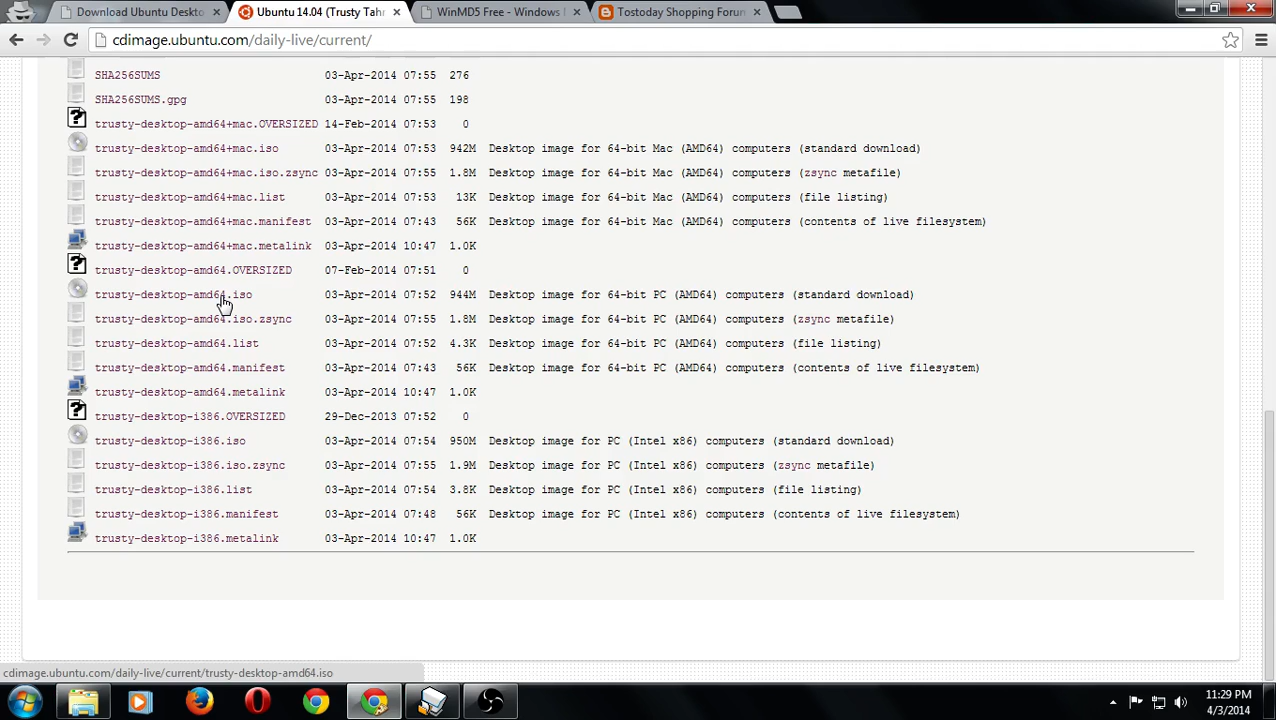 Download Ubuntu Deskto × Ubuntu 14.04 (Trusty Tahr × WinMD5 Free - Windows × Tostoday Shopping Forum ×
cdimage.ubuntu.com/daily-live/current/
SHA256SUMS 03-Apr-2014 07:55 276
SHA256SUMS.gpg 03-Apr-2014 07:55 198
trusty-desktop-amd64+mac.OVERSIZED 14-Feb-2014 07:53 0
trusty-desktop-amd64+mac.iso 03-Apr-2014 07:53 942M Desktop image for 64-bit Mac (AMD64) computers (standard download)
trusty-desktop-amd64+mac.iso.zsync 03-Apr-2014 07:55 1.8M Desktop image for 64-bit Mac (AMD64) computers (zsync metafile)
trusty-desktop-amd64+mac.list 03-Apr-2014 07:53 13K Desktop image for 64-bit Mac (AMD64) computers (file listing)
trusty-desktop-amd64+mac.manifest 03-Apr-2014 07:43 56K Desktop image for 64-bit Mac (AMD64) computers (contents of live filesystem)
trusty-desktop-amd64+mac.metalink 03-Apr-2014 10:47 1.0K
trusty-desktop-amd64.OVERSIZED 07-Feb-2014 07:51 0
trusty-desktop-amd64.iso 03-Apr-2014 07:52 944M Desktop image for 64-bit PC (AMD64) computers (standard download)
trusty-desktop-amd64.iso.zsync 03-Apr-2014 07:55 1.8M Desktop image for 64-bit PC (AMD64) computers (zsync metafile)
trusty-desktop-amd64.list 03-Apr-2014 07:52 4.3K Desktop image for 64-bit PC (AMD64) computers (file listing)
trusty-desktop-amd64.manifest 03-Apr-2014 07:43 56K Desktop image for 64-bit PC (AMD64) computers (contents of live filesystem)
trusty-desktop-amd64.metalink 03-Apr-2014 10:47 1.0K
trusty-desktop-i386.OVERSIZED 29-Dec-2013 07:52 0
trusty-desktop-i386.iso 03-Apr-2014 07:54 950M Desktop image for PC (Intel x86) computers (standard download)
trusty-desktop-i386.iso.zsync 03-Apr-2014 07:55 1.9M Desktop image for PC (Intel x86) computers (zsync metafile)
trusty-desktop-i386.list 03-Apr-2014 07:54 3.8K Desktop image for PC (Intel x86) computers (file listing)
trusty-desktop-i386.manifest 03-Apr-2014 07:48 56K Desktop image for PC (Intel x86) computers (contents of live filesystem)
trusty-desktop-i386.metalink 03-Apr-2014 10:47 1.0K
cdimage.ubuntu.com/daily-live/current/trusty-desktop-amd64.iso
11:29 PM
4/3/2014